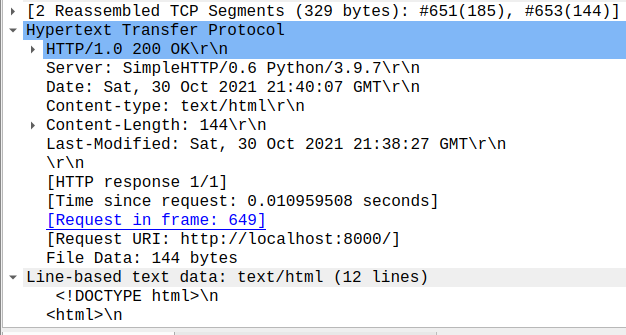 [2 Reassembled TCP Segments (329 bytes): #651(185), #653(144)]
Hypertext Transfer Protocol
HTTP/1.0 200 OK\r\n
Server: SimpleHTTP/0.6 Python/3.9.7\r\n
Date: Sat, 30 Oct 2021 21:40:07 GMT\r\n
Content-type: text/html\r\n
Content-Length: 144\r\n
Last-Modified: Sat, 30 Oct 2021 21:38:27 GMT\r\n
\r\n
[HTTP response 1/1]
[Time since request: 0.010959508 seconds]
[Request in frame: 649]
[Request URI: http://localhost:8000/]
File Data: 144 bytes
Line-based text data: text/html (12 lines)
<!DOCTYPE html>\n
<html>\n